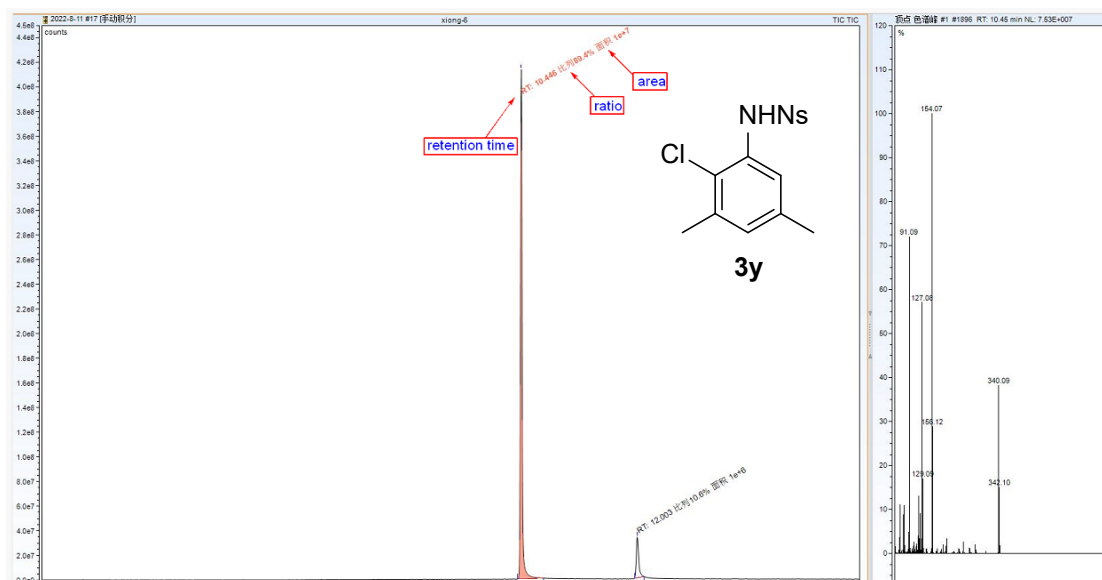 2022-8-11 #17 [手动积分]
xiong-6
TIC TIC
counts
4.5e8
4.4e8
4.2e8
4.0e8
3.8e8
3.6e8
3.4e8
3.2e8
3.0e8
2.8e8
2.6e8
2.4e8
2.2e8
2.0e8
1.8e8
1.6e8
1.4e8
1.2e8
1.0e8
8.0e7
6.0e7
4.0e7
2.0e7
0.0e0
RT: 10.446 比列89.4% 面积 1e+7
area
ratio
retention time
NHNs
Cl
3y
RT: 12.003 比列10.6% 面积 1e+6
顶点 色谱峰 #1 #1896 RT: 10.45 min NL: 7.53E+007
%
120
110
100
90
80
70
60
50
40
30
20
10
0
154.07
91.09
127.08
156.12
129.09
340.09
342.10